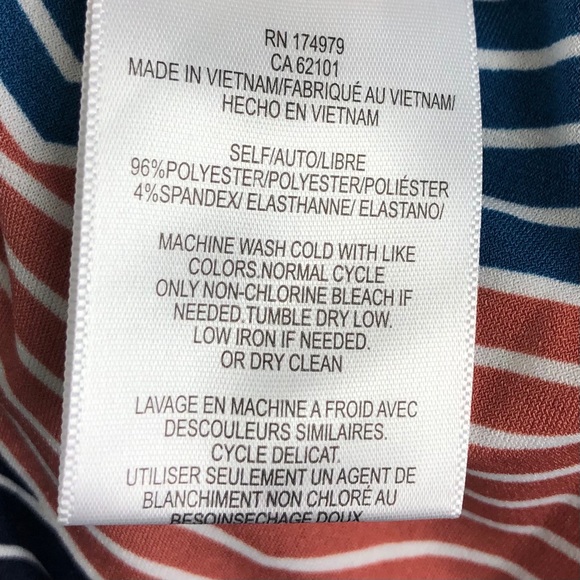 RN 174979
CA 62101
MADE IN VIETNAM/FABRIQUÉ AU VIETNAM/
HECHO EN VIETNAM
SELF/AUTO/LIBRE
96%POLYESTER/POLYESTER/POLIÉSTER
4%SPANDEX/ ELASTHANNE/ ELASTANO/
MACHINE WASH COLD WITH LIKE
COLORS.NORMAL CYCLE
ONLY NON-CHLORINE BLEACH IF
NEEDED.TUMBLE DRY LOW.
LOW IRON IF NEEDED.
OR DRY CLEAN
LAVAGE EN MACHINE A FROID AVEC
DESCOULEURS SIMILAIRES.
CYCLE DELICAT.
UTILISER SEULEMENT UN AGENT DE
BLANCHIMENT NON CHLORÉ AU
BESOINSECHAGE DOUX